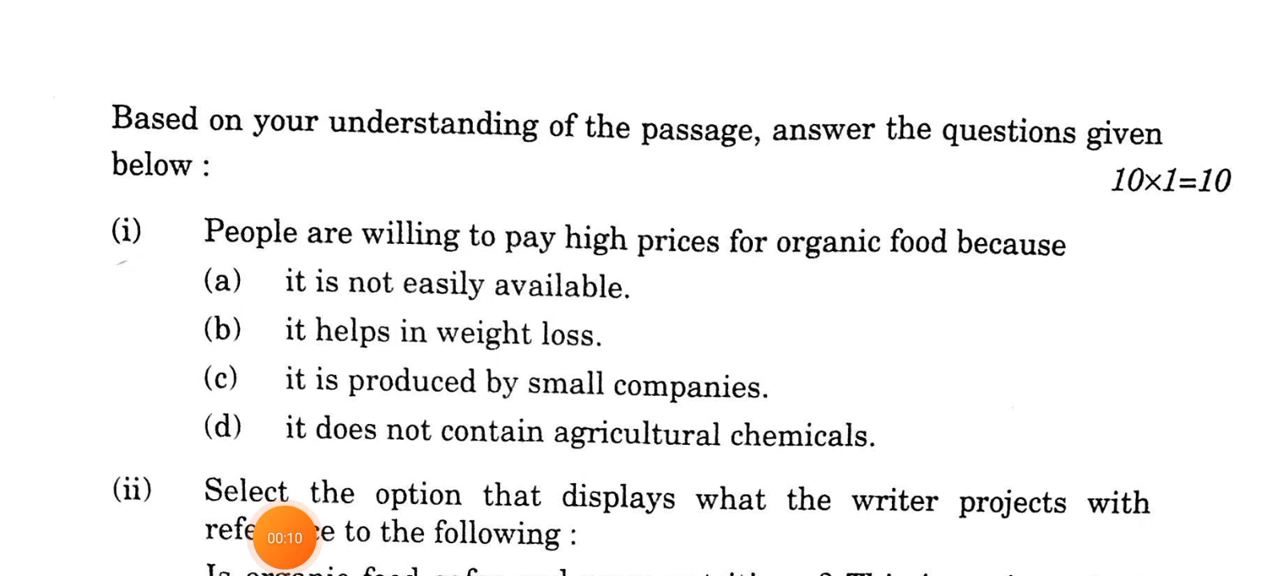 Based on your understanding of the passage, answer the questions given
below :
10×1=10
(i) People are willing to pay high prices for organic food because
(a) it is not easily available.
(b) it helps in weight loss.
(c) it is produced by small companies.
(d) it does not contain agricultural chemicals.
(ii) Select the option that displays what the writer projects with
to the following :
00:10